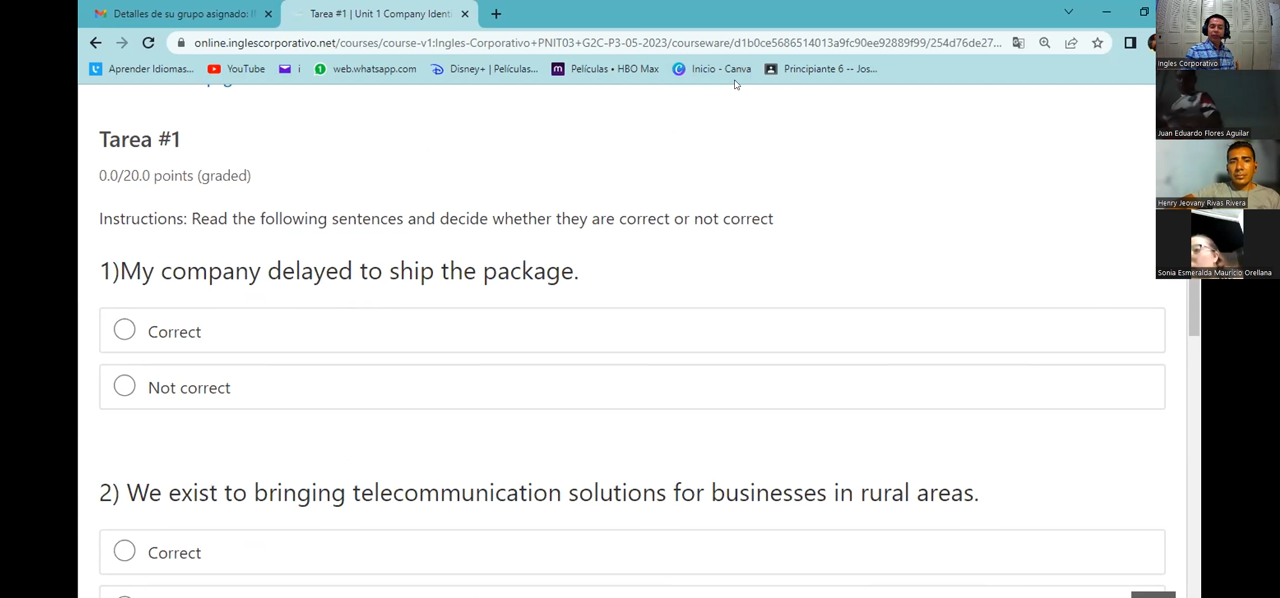 Detalles de su grupo asignado:
Tarea #1 | Unit 1 Company Ident
online.inglescorporativo.net/courses/course-v1:Ingles-Corporativo+PNIT03+G2C-P3-05-2023/courseware/d1b0ce5686514013a9fc90ee92889f99/254d76de27...
Aprender Idiomas...
YouTube
i
web.whatsapp.com
Disney+ | Películas...
Películas • HBO Max
Inicio - Canva
Principiante 6 -- Jos...
Ingles Corporativo
Juan Eduardo Flores Aguilar
Henry Jeovany Rivas Rivera
Sonia Esmeralda Mauricio Orellana
Tarea #1
0.0/20.0 points (graded)
Instructions: Read the following sentences and decide whether they are correct or not correct
1)My company delayed to ship the package.
Correct
Not correct
2) We exist to bringing telecommunication solutions for businesses in rural areas.
Correct